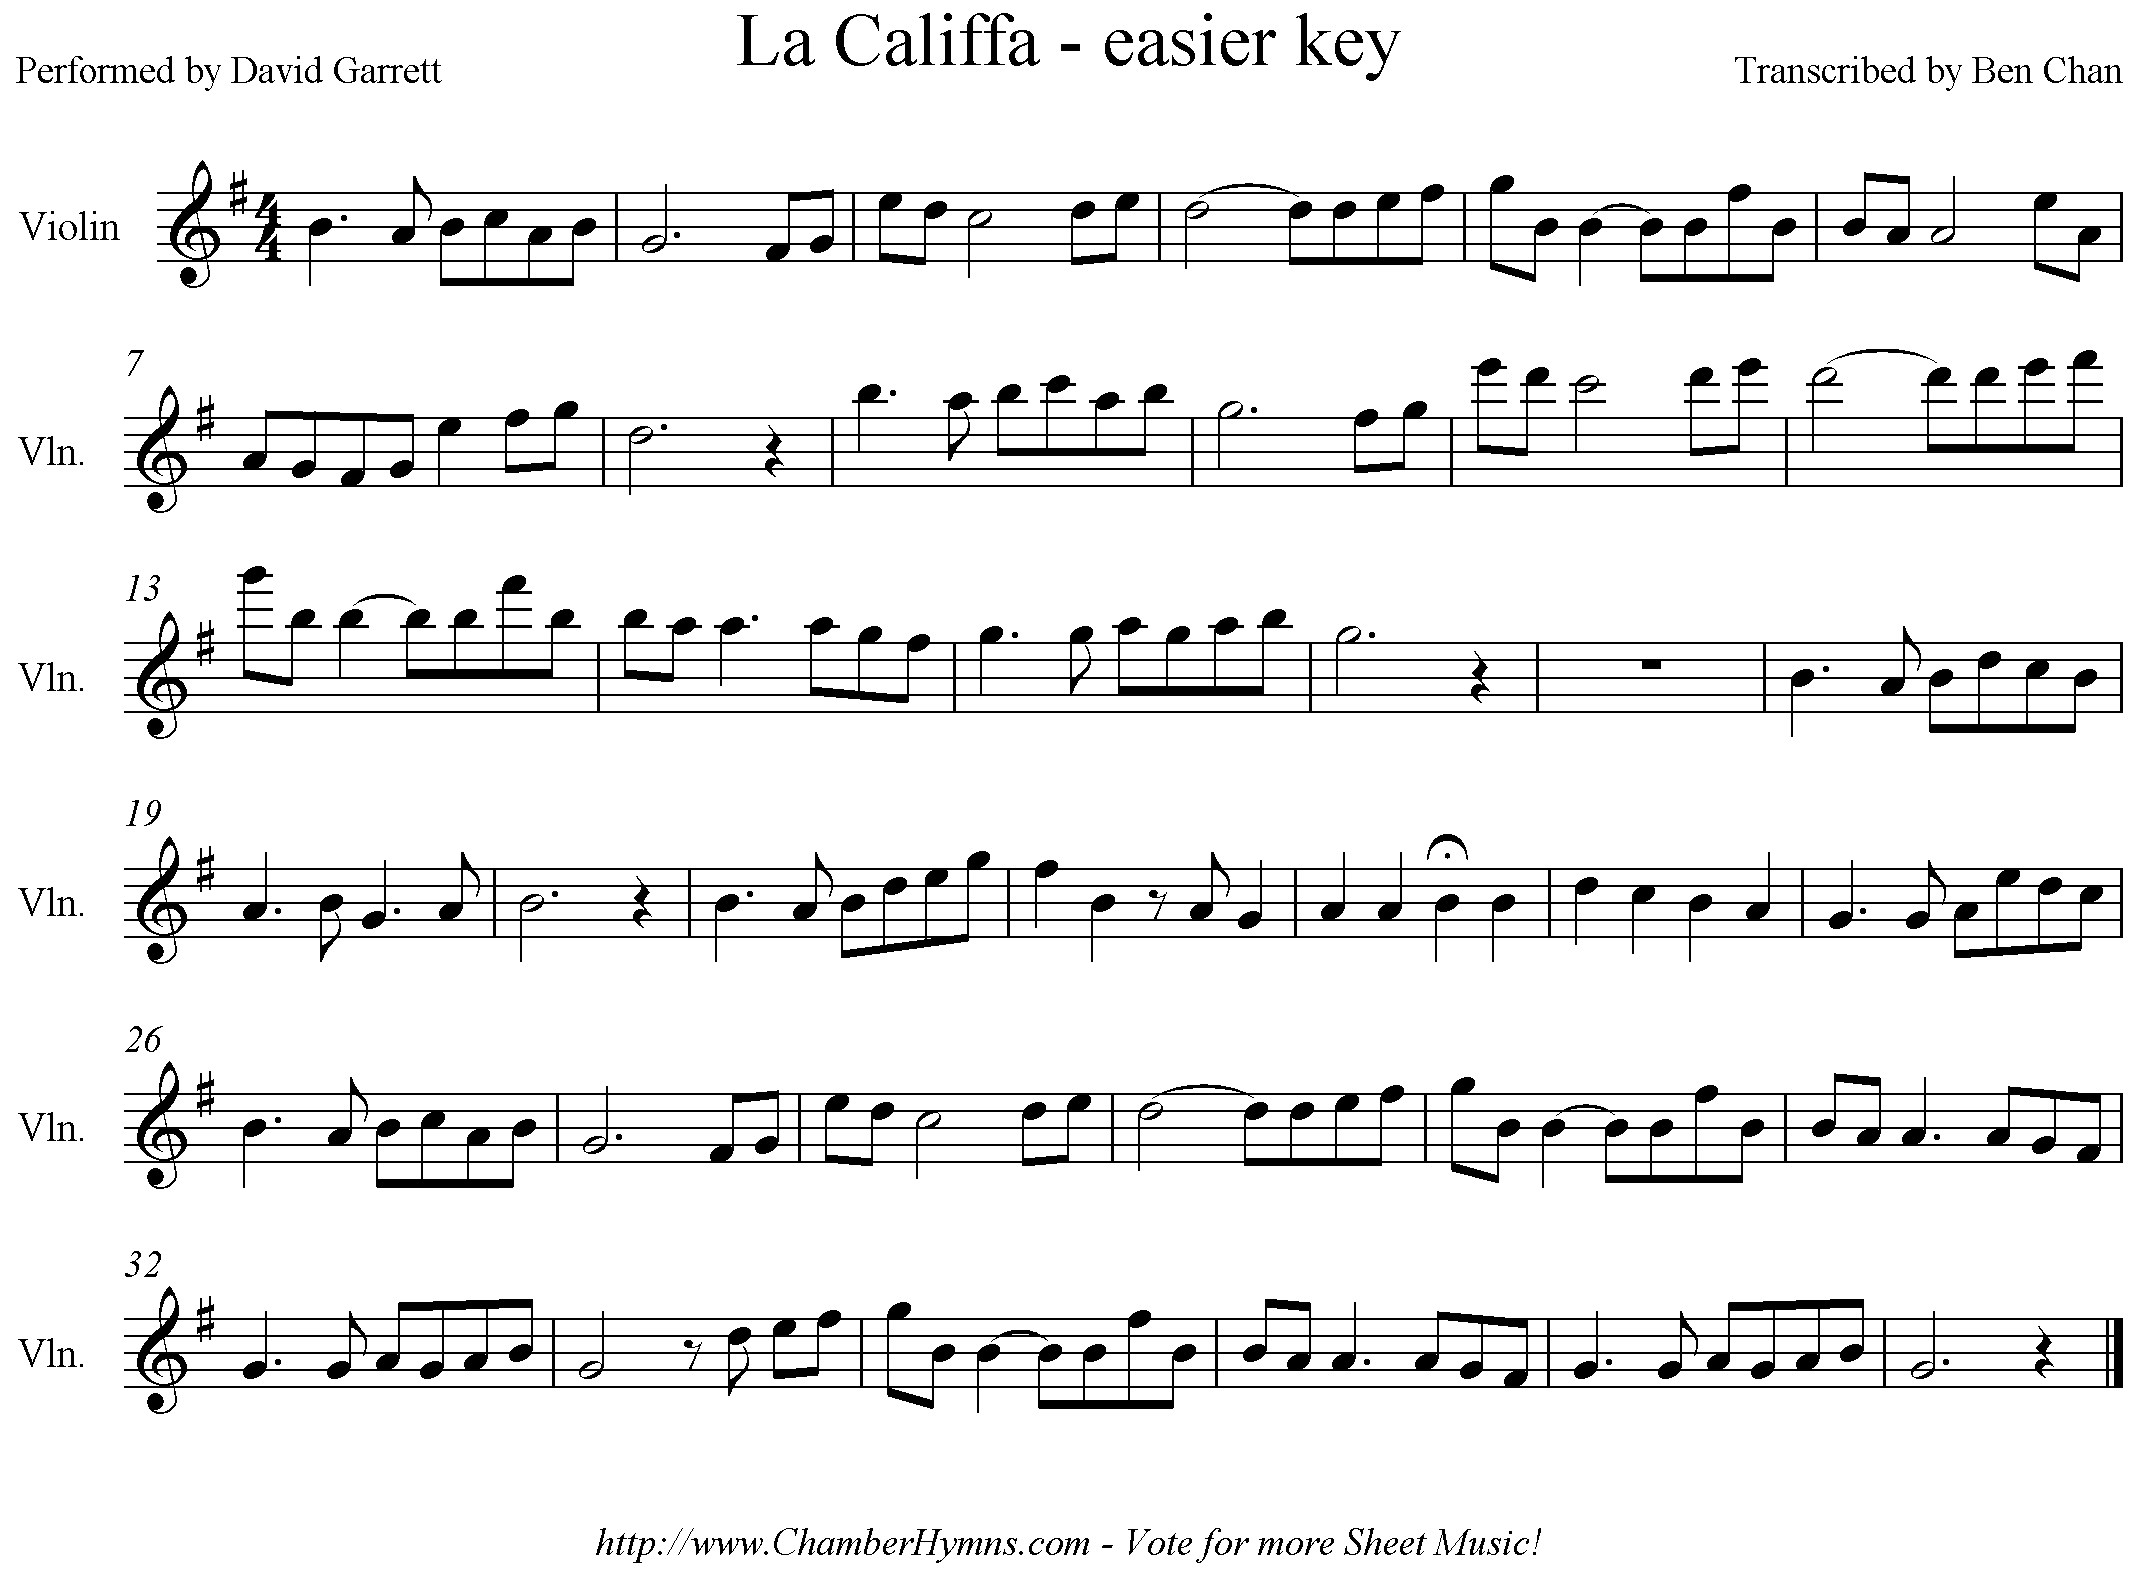 La Califfa - easier key
Performed by David Garrett
Transcribed by Ben Chan
Violin
4
4
7
Vln.
13
Vln.
19
Vln.
26
Vln.
32
Vln.
http://www.ChamberHymns.com - Vote for more Sheet Music!